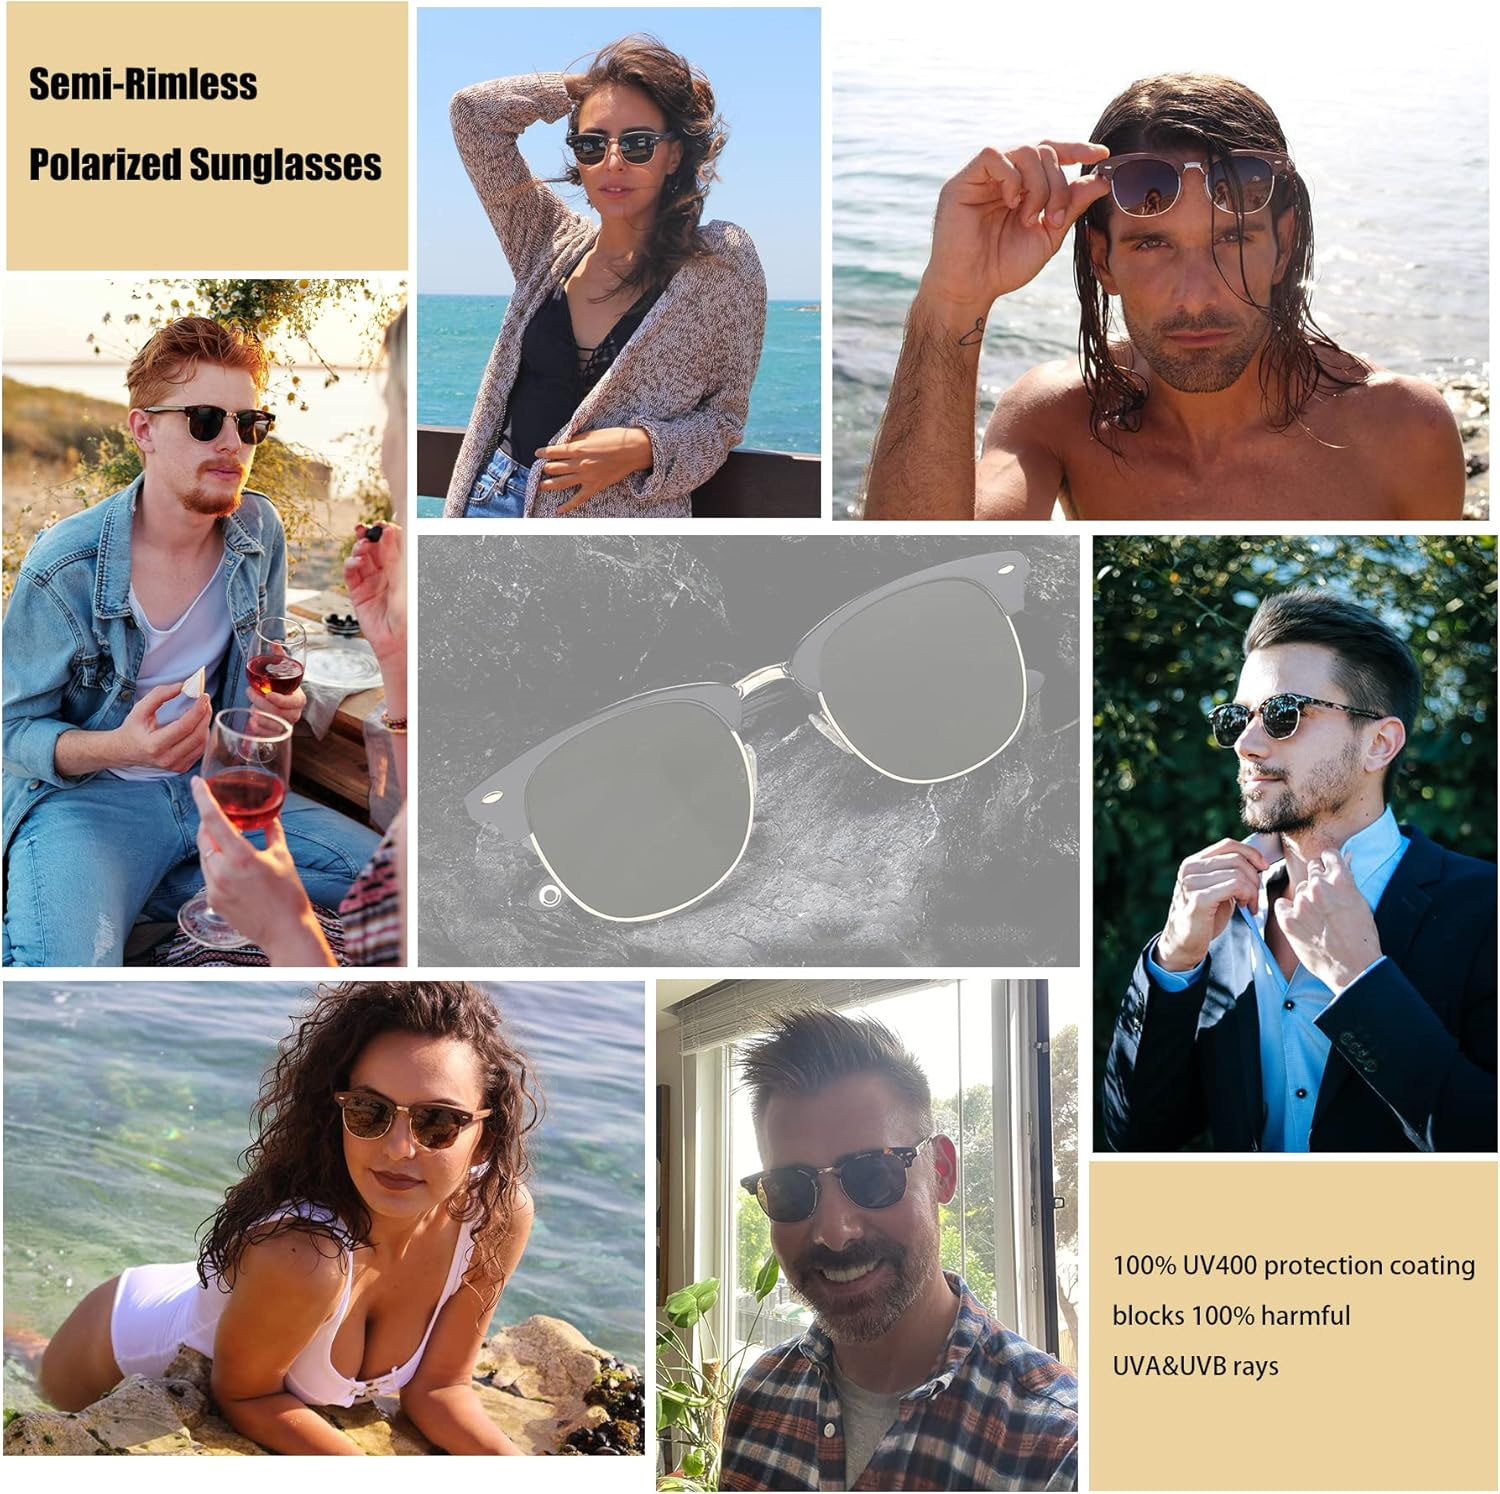 Semi-Rimless
Polarized Sunglasses
100% UV400 protection coating
blocks 100% harmful
UVA&UVB rays